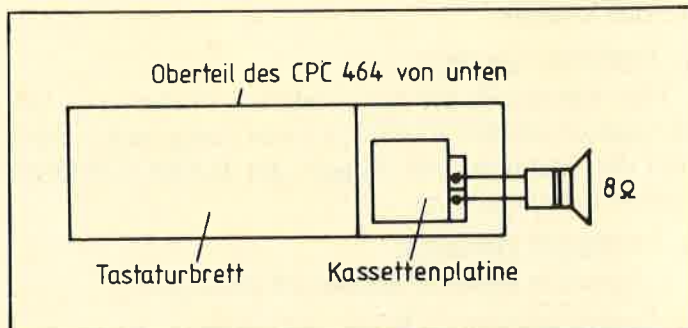 Oberteil des CPC 464 von unten
8Ω
Tastaturbrett
Kassettenplatine